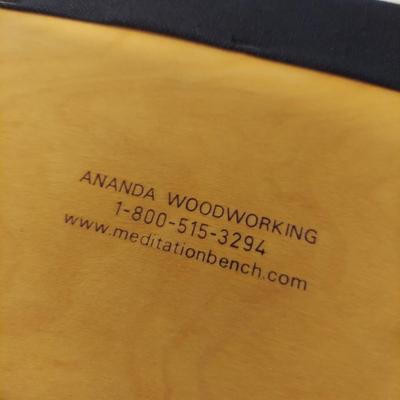 ANANDA WOODWORKING
1-800-515-3294
www.meditationbench.com